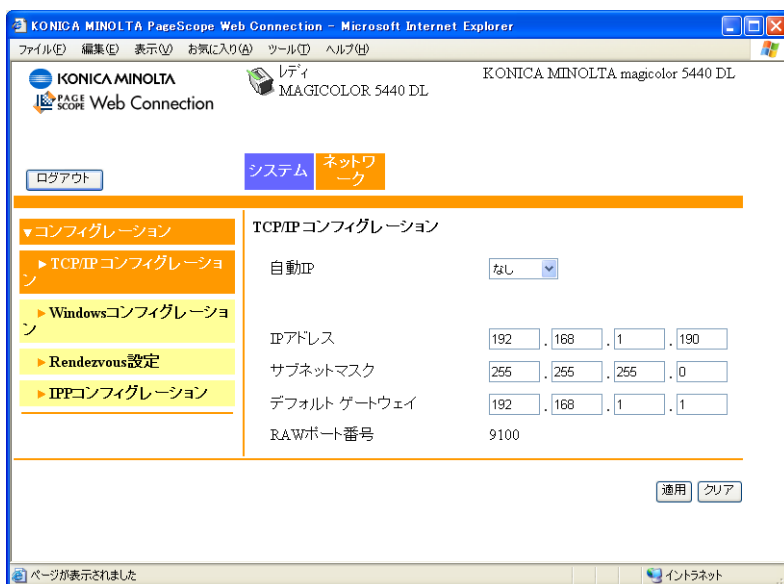 KONICA MINOLTA PageScope Web Connection - Microsoft Internet Explorer
ファイル(F) 編集(E) 表示(V) お気に入り(A) ツール(T) ヘルプ(H)
KONICA MINOLTA
PAGE SCOPE Web Connection
レディ
MAGICOLOR 5440 DL
KONICA MINOLTA magicolor 5440 DL
ログアウト
システム
ネットワ
ーク
▼コンフィグレーション
►TCP/IPコンフィグレーショ
ン
►Windowsコンフィグレーショ
ン
►Rendezvous設定
►IPPコンフィグレーション
TCP/IPコンフィグレーション
自動IP なし
IPアドレス 192 . 168 . 1 . 190
サブネットマスク 255 . 255 . 255 . 0
デフォルト ゲートウェイ 192 . 168 . 1 . 1
RAWポート番号 9100
適用 クリア
ページが表示されました イントラネット